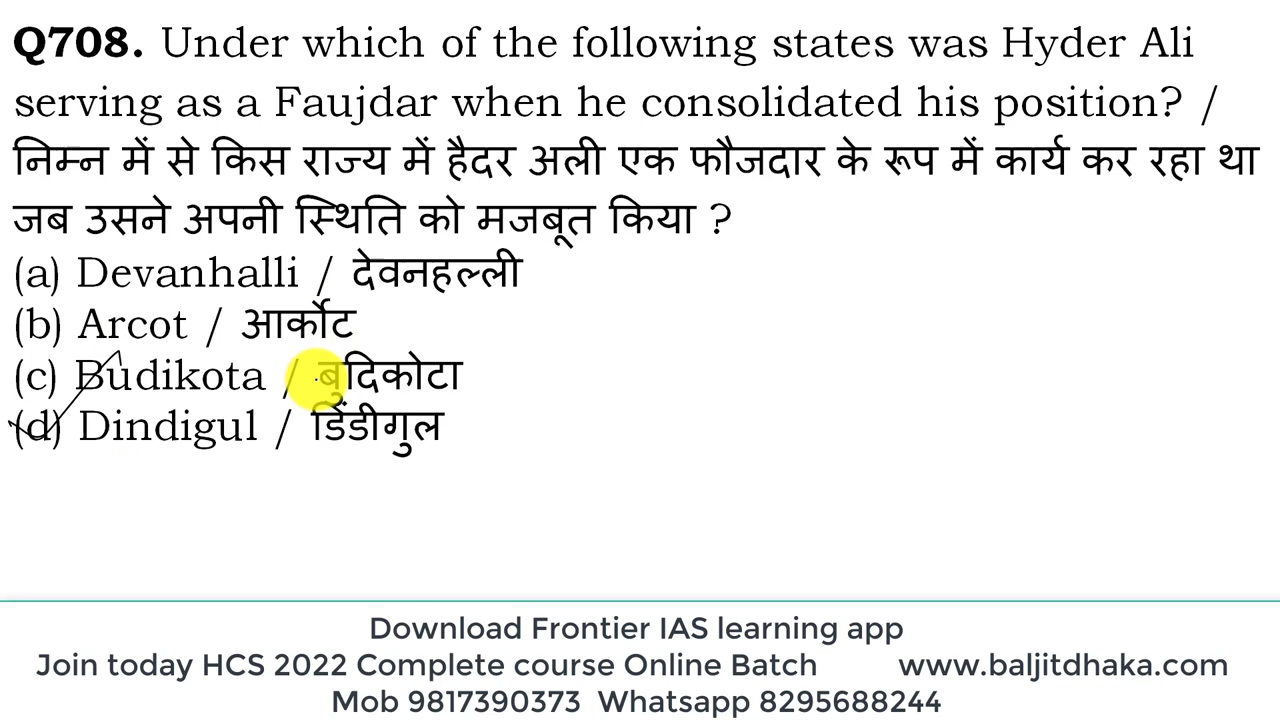 Q708. Under which of the following states was Hyder Ali
serving as a Faujdar when he consolidated his position? /
निम्न में से किस राज्य में हैदर अली एक फौजदार के रूप में कार्य कर रहा था
जब उसने अपनी स्थिति को मजबूत किया ?
(a) Devanhalli / देवनहल्ली
(b) Arcot / आर्कोट
(c) Budikota / बुदिकोटा
(d) Dindigul / डिंडीगुल
Download Frontier IAS learning app
Join today HCS 2022 Complete course Online Batch www.baljitdhaka.com
Mob 9817390373 Whatsapp 8295688244